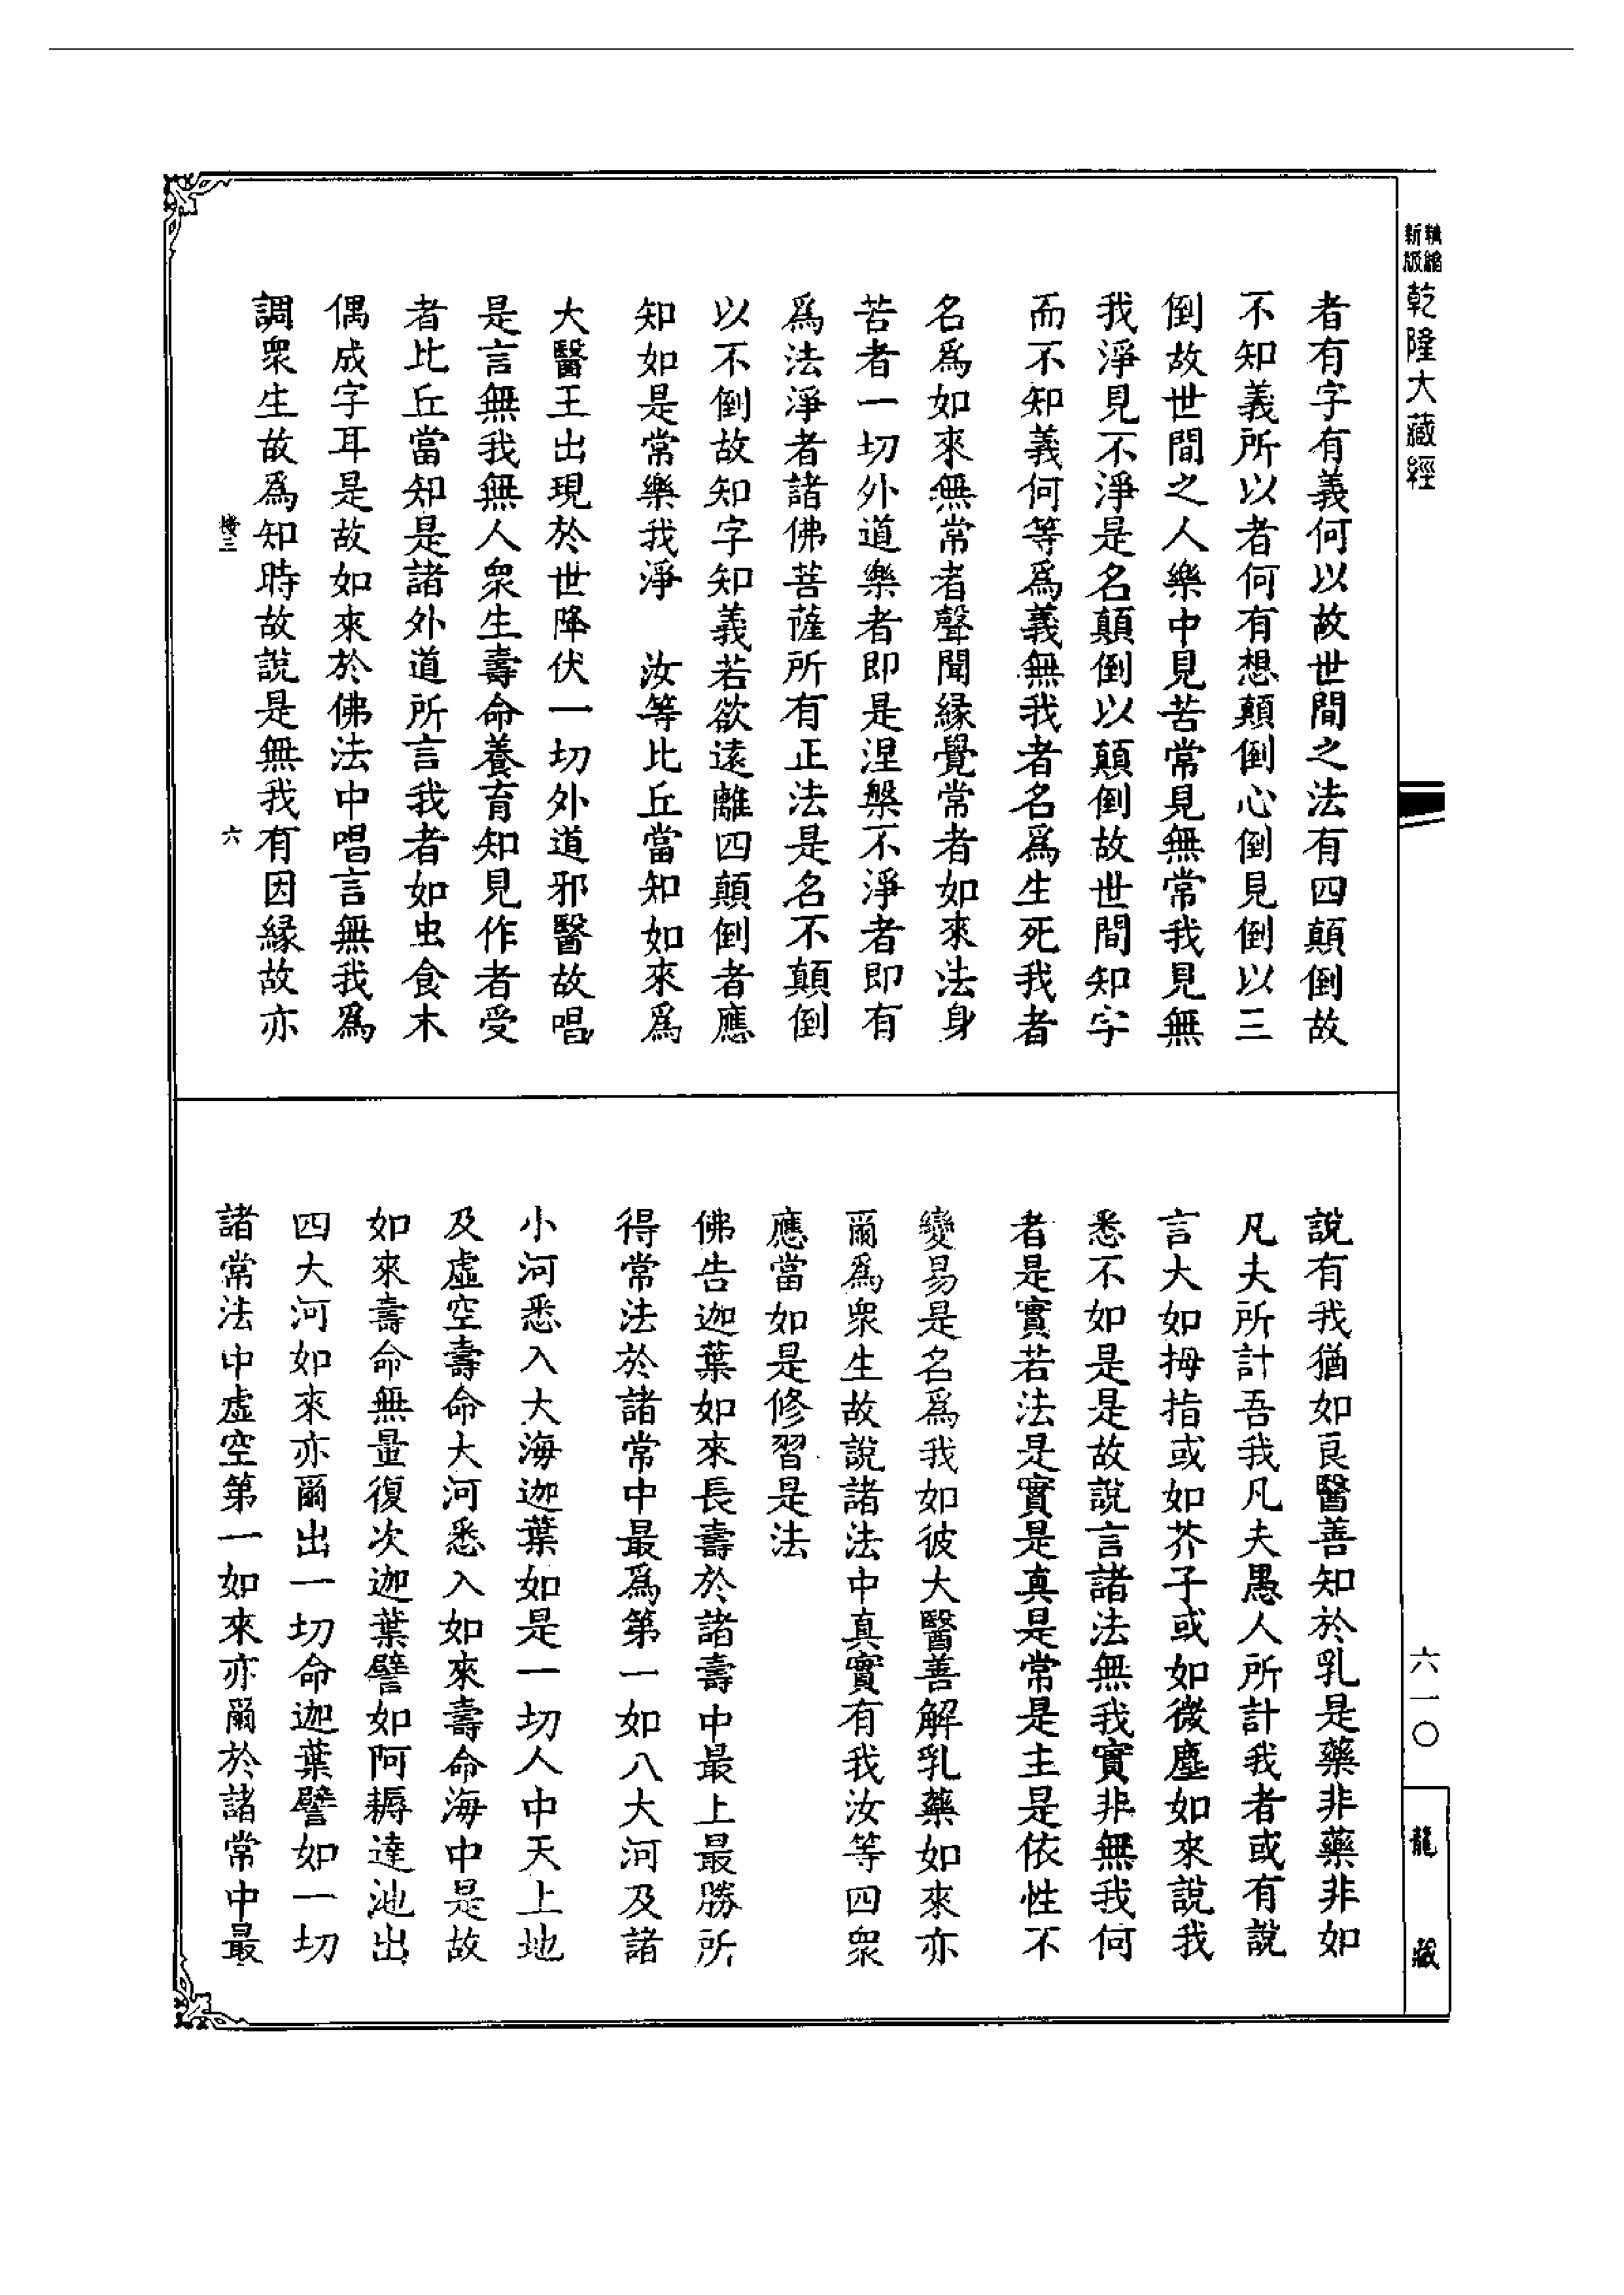 精縮
新版
乾隆大藏經
者有字有義何以故世間之法有四顛倒故
不知義所以者何有想顛倒心倒見倒以三
倒故世間之人樂中見苦常見無常我見無
我淨見不淨是名顛倒以顛倒故世間知字
而不知義何等爲義無我者名爲生死我者
名爲如來無常者聲聞緣覺常者如來法身
苦者一切外道樂者即是涅槃不淨者即有
爲法淨者諸佛菩薩所有正法是名不顛倒
以不倒故知字知義若欲遠離四顛倒者應
知如是常樂我淨　汝等比丘當知如來爲
大醫王出現於世降伏一切外道邪醫故唱
是言無我無人衆生壽命養育知見作者受
者比丘當知是諸外道所言我者如虫食木
偶成字耳是故如來於佛法中唱言無我爲
調衆生故爲知時故說是無我有因緣故亦
六
說有我猶如良醫善知於乳是藥非藥非如
凡夫所計吾我凡夫愚人所計我者或有說
言大如拇指或如芥子或如微塵如來說我
悉不如是是故說言諸法無我實非無我何
者是實若法是實是真是常是主是依性不
變易是名爲我如彼大醫善解乳藥如來亦
爾爲衆生故說諸法中真實有我汝等四衆
應當如是修習是法
佛告迦葉如來長壽於諸壽中最上最勝所
得常法於諸常中最爲第一如八大河及諸
小河悉入大海迦葉如是一切人中天上地
及虛空壽命大河悉入如來壽命海中是故
如來壽命無量復次迦葉譬如阿耨達池出
四大河如來亦爾出一切命迦葉譬如一切
諸常法中虛空第一如來亦爾於諸常中最
六一〇
龍藏